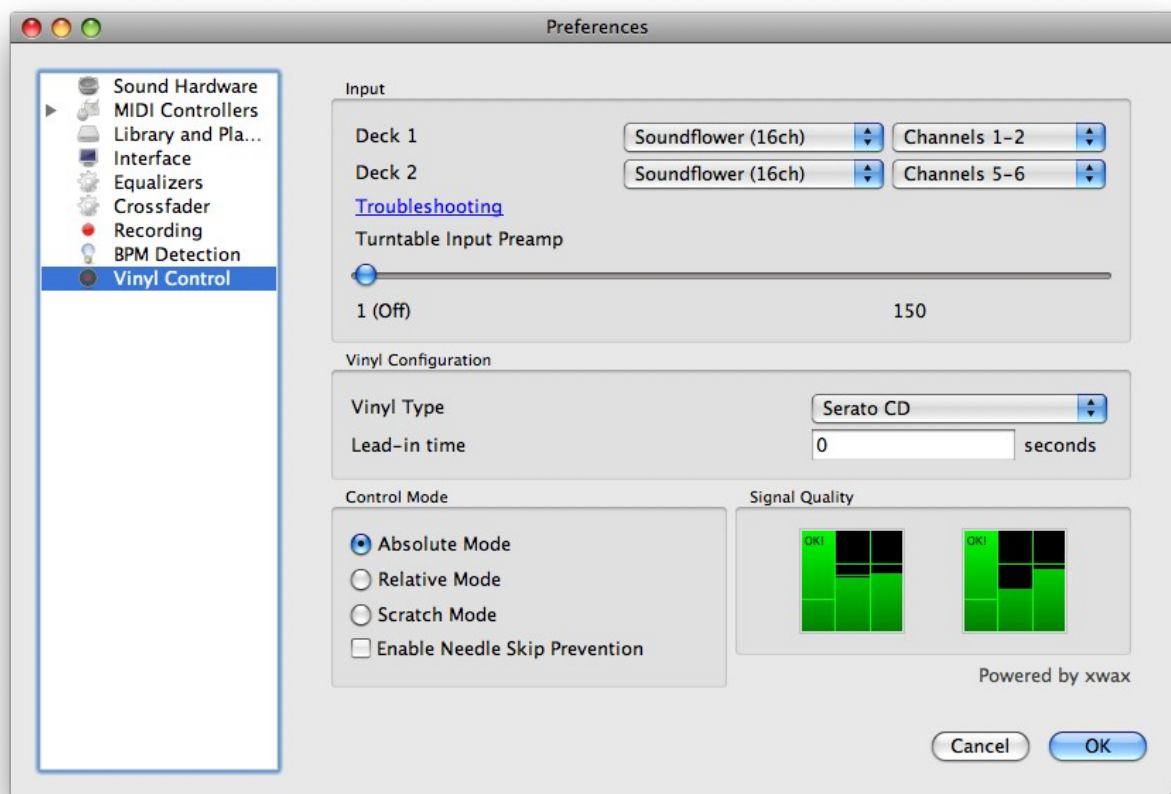 Preferences
Sound Hardware
MIDI Controllers
Library and Pla...
Interface
Equalizers
Crossfader
Recording
BPM Detection
Vinyl Control
Input
Deck 1 Soundflower (16ch) Channels 1-2
Deck 2 Soundflower (16ch) Channels 5-6
Troubleshooting
Turntable Input Preamp
1 (Off) 150
Vinyl Configuration
Vinyl Type Serato CD
Lead-in time 0 seconds
Control Mode
Absolute Mode
Relative Mode
Scratch Mode
Enable Needle Skip Prevention
Signal Quality
OK! OK!
Powered by xwax
Cancel OK